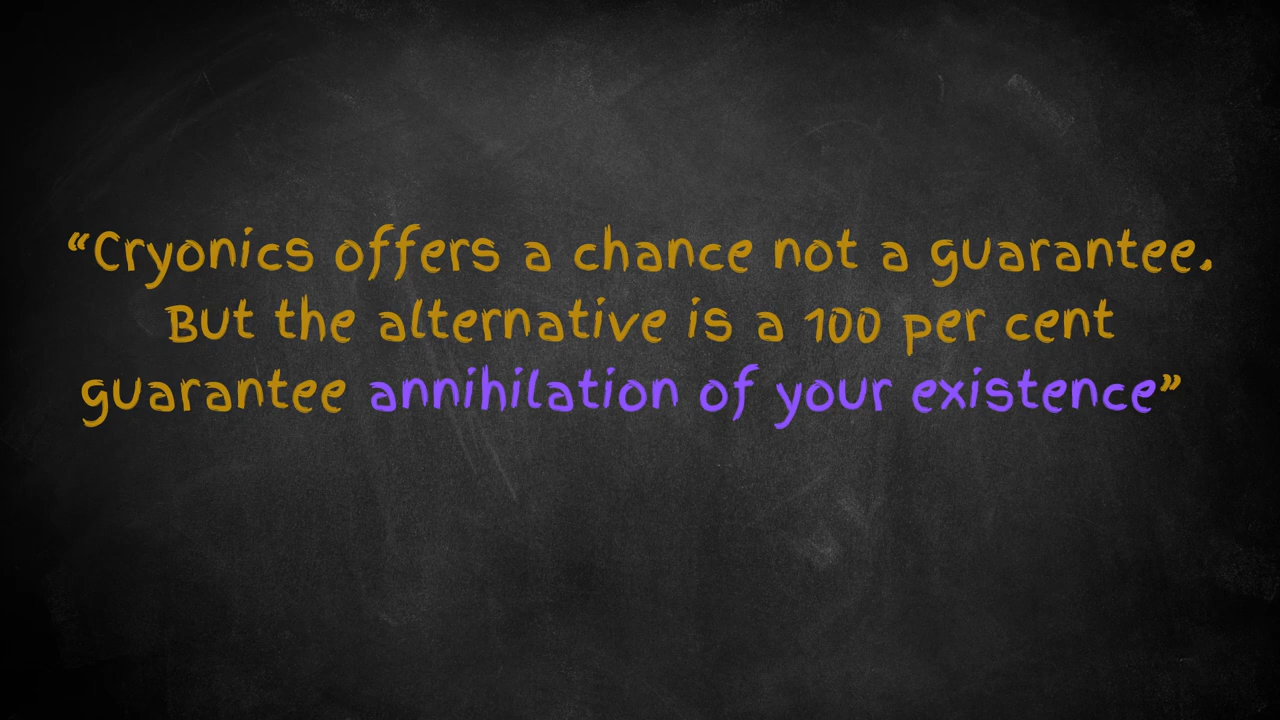 “Cryonics offers a chance not a guarantee.
But the alternative is a 100 per cent
guarantee annihilation of your existence”